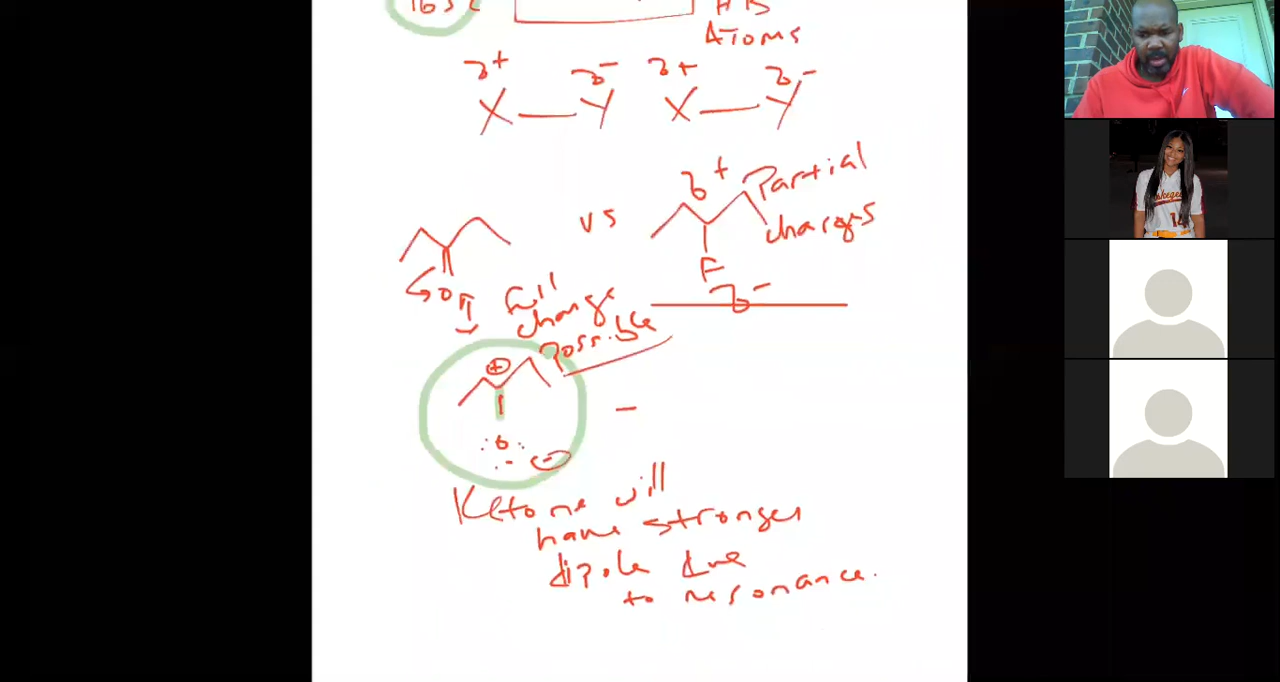 Atoms
δ+ δ- δ+ δ-
X — Y X — Y
δ+ Partial
charges
vs
F
δ-
O
Full
charge
Possible
+
:O:
-
Ketone will
have stronger
dipole due
to resonance.